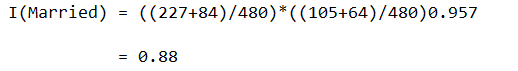 I(Married) = ((227+84)/480)*((105+64)/480)0.957
= 0.88